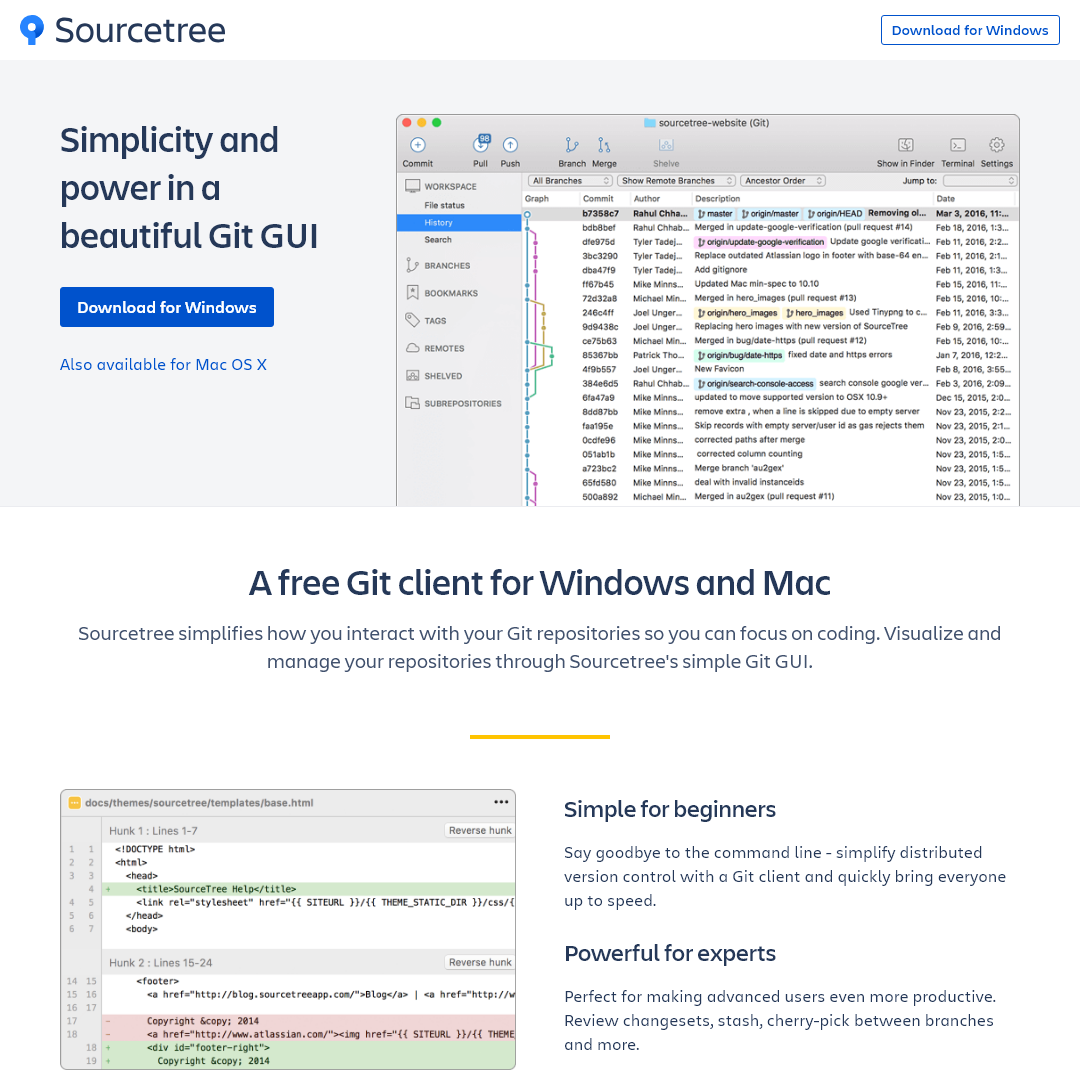 Sourcetree
Download for Windows
Simplicity and
power in a
beautiful Git GUI
Download for Windows
Also available for Mac OS X
sourcetree-website (Git)
98
Commit Pull Push Branch Merge Shelve Show in Finder Terminal Settings
All Branches Show Remote Branches Ancestor Order Jump to:
WORKSPACE
File status
History
Search
BRANCHES
BOOKMARKS
TAGS
REMOTES
SHELVED
SUBREPOSITORIES
Graph Commit Author Description Date
b7358c7 Rahul Chha... master origin/master origin/HEAD Removing ol... Mar 3, 2016, 11:...
bdb8bef Rahul Chhab... Merged in update-google-verification (pull request #14) Feb 18, 2016, 1:3...
dfe975d Tyler Tadej... origin/update-google-verification Update google verificati... Feb 11, 2016, 2:2...
3bc3290 Tyler Tadej... Replace outdated Atlassian logo in footer with base-64 en... Feb 11, 2016, 2:1...
dba47f9 Tyler Tadej... Add gitignore Feb 11, 2016, 1:3...
ff67b45 Mike Minns... Updated Mac min-spec to 10.10 Feb 15, 2016, 11:...
72d32a8 Michael Min... Merged in hero_images (pull request #13) Feb 15, 2016, 10:...
246c4ff Joel Unger... origin/hero_images hero_images Used Tinypng to c... Feb 11, 2016, 3:3...
9d9438c Joel Unger... Replacing hero images with new version of SourceTree Feb 9, 2016, 2:59...
ce75b63 Michael Min... Merged in bug/date-https (pull request #12) Feb 15, 2016, 10:...
85367bb Patrick Tho... origin/bug/date-https fixed date and https errors Jan 7, 2016, 12:2...
4f9b557 Joel Unger... New Favicon Feb 8, 2016, 3:55...
384e6d5 Rahul Chhab... origin/search-console-access search console google ver... Feb 3, 2016, 2:09...
6fa47a9 Mike Minns... updated to move supported version to OSX 10.9+ Dec 15, 2015, 2:0...
8dd87bb Mike Minns... remove extra , when a line is skipped due to empty server Nov 23, 2015, 2:2...
faa195e Mike Minns... Skip records with empty server/user id as gas rejects them Nov 23, 2015, 2:1...
0cdfe96 Mike Minns... corrected paths after merge Nov 23, 2015, 2:0...
051ab1b Mike Minns... corrected column counting Nov 23, 2015, 1:5...
a723bc2 Mike Minns... Merge branch 'au2gex' Nov 23, 2015, 1:5...
65fd580 Mike Minns... deal with invalid instanceids Nov 23, 2015, 1:5...
500a892 Michael Min... Merged in au2gex (pull request #11) Nov 23, 2015, 1:0...
A free Git client for Windows and Mac
Sourcetree simplifies how you interact with your Git repositories so you can focus on coding. Visualize and
manage your repositories through Sourcetree's simple Git GUI.
docs/themes/sourcetree/templates/base.html
Hunk 1 : Lines 1-7 Reverse hunk
1 1 <!DOCTYPE html>
2 2 <html>
3 3 <head>
4 + <title>SourceTree Help</title>
4 5 <link rel="stylesheet" href="{{ SITEURL }}/{{ THEME_STATIC_DIR }}/css/{
5 6 </head>
6 7 <body>
Hunk 2 : Lines 15-24 Reverse hunk
14 15 <footer>
15 16 <a href="http://blog.sourcetreeapp.com/">Blog</a> | <a href="http://w
16 17
17 - Copyright &copy; 2014
18 - <a href="http://www.atlassian.com/"><img href="{{ SITEURL }}/{{ THEME
18 + <div id="footer-right">
19 + Copyright &copy; 2014
Simple for beginners
Say goodbye to the command line - simplify distributed
version control with a Git client and quickly bring everyone
up to speed.
Powerful for experts
Perfect for making advanced users even more productive.
Review changesets, stash, cherry-pick between branches
and more.